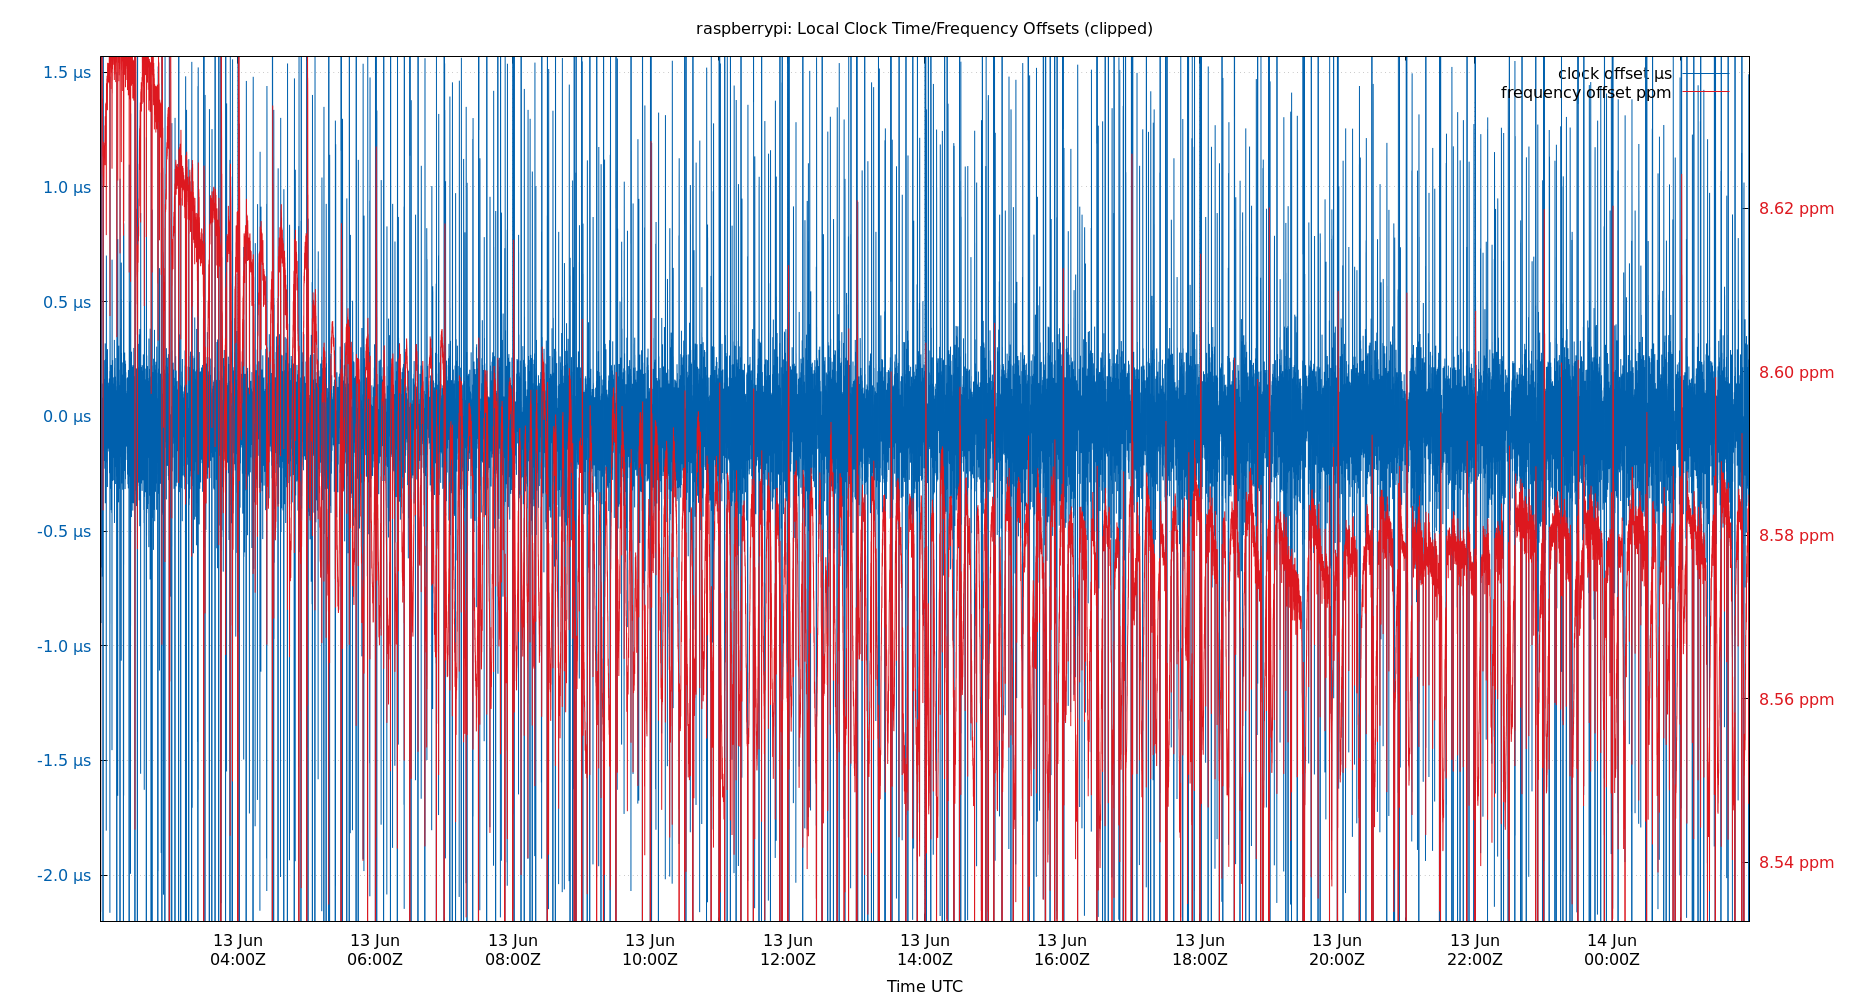 raspberrypi: Local Clock Time/Frequency Offsets (clipped)
clock offset µs
frequency offset ppm
1.5 µs
1.0 µs
0.5 µs
0.0 µs
-0.5 µs
-1.0 µs
-1.5 µs
-2.0 µs
8.62 ppm
8.60 ppm
8.58 ppm
8.56 ppm
8.54 ppm
13 Jun 13 Jun 13 Jun 13 Jun 13 Jun 13 Jun 13 Jun 13 Jun 13 Jun 13 Jun 14 Jun
04:00Z 06:00Z 08:00Z 10:00Z 12:00Z 14:00Z 16:00Z 18:00Z 20:00Z 22:00Z 00:00Z
Time UTC